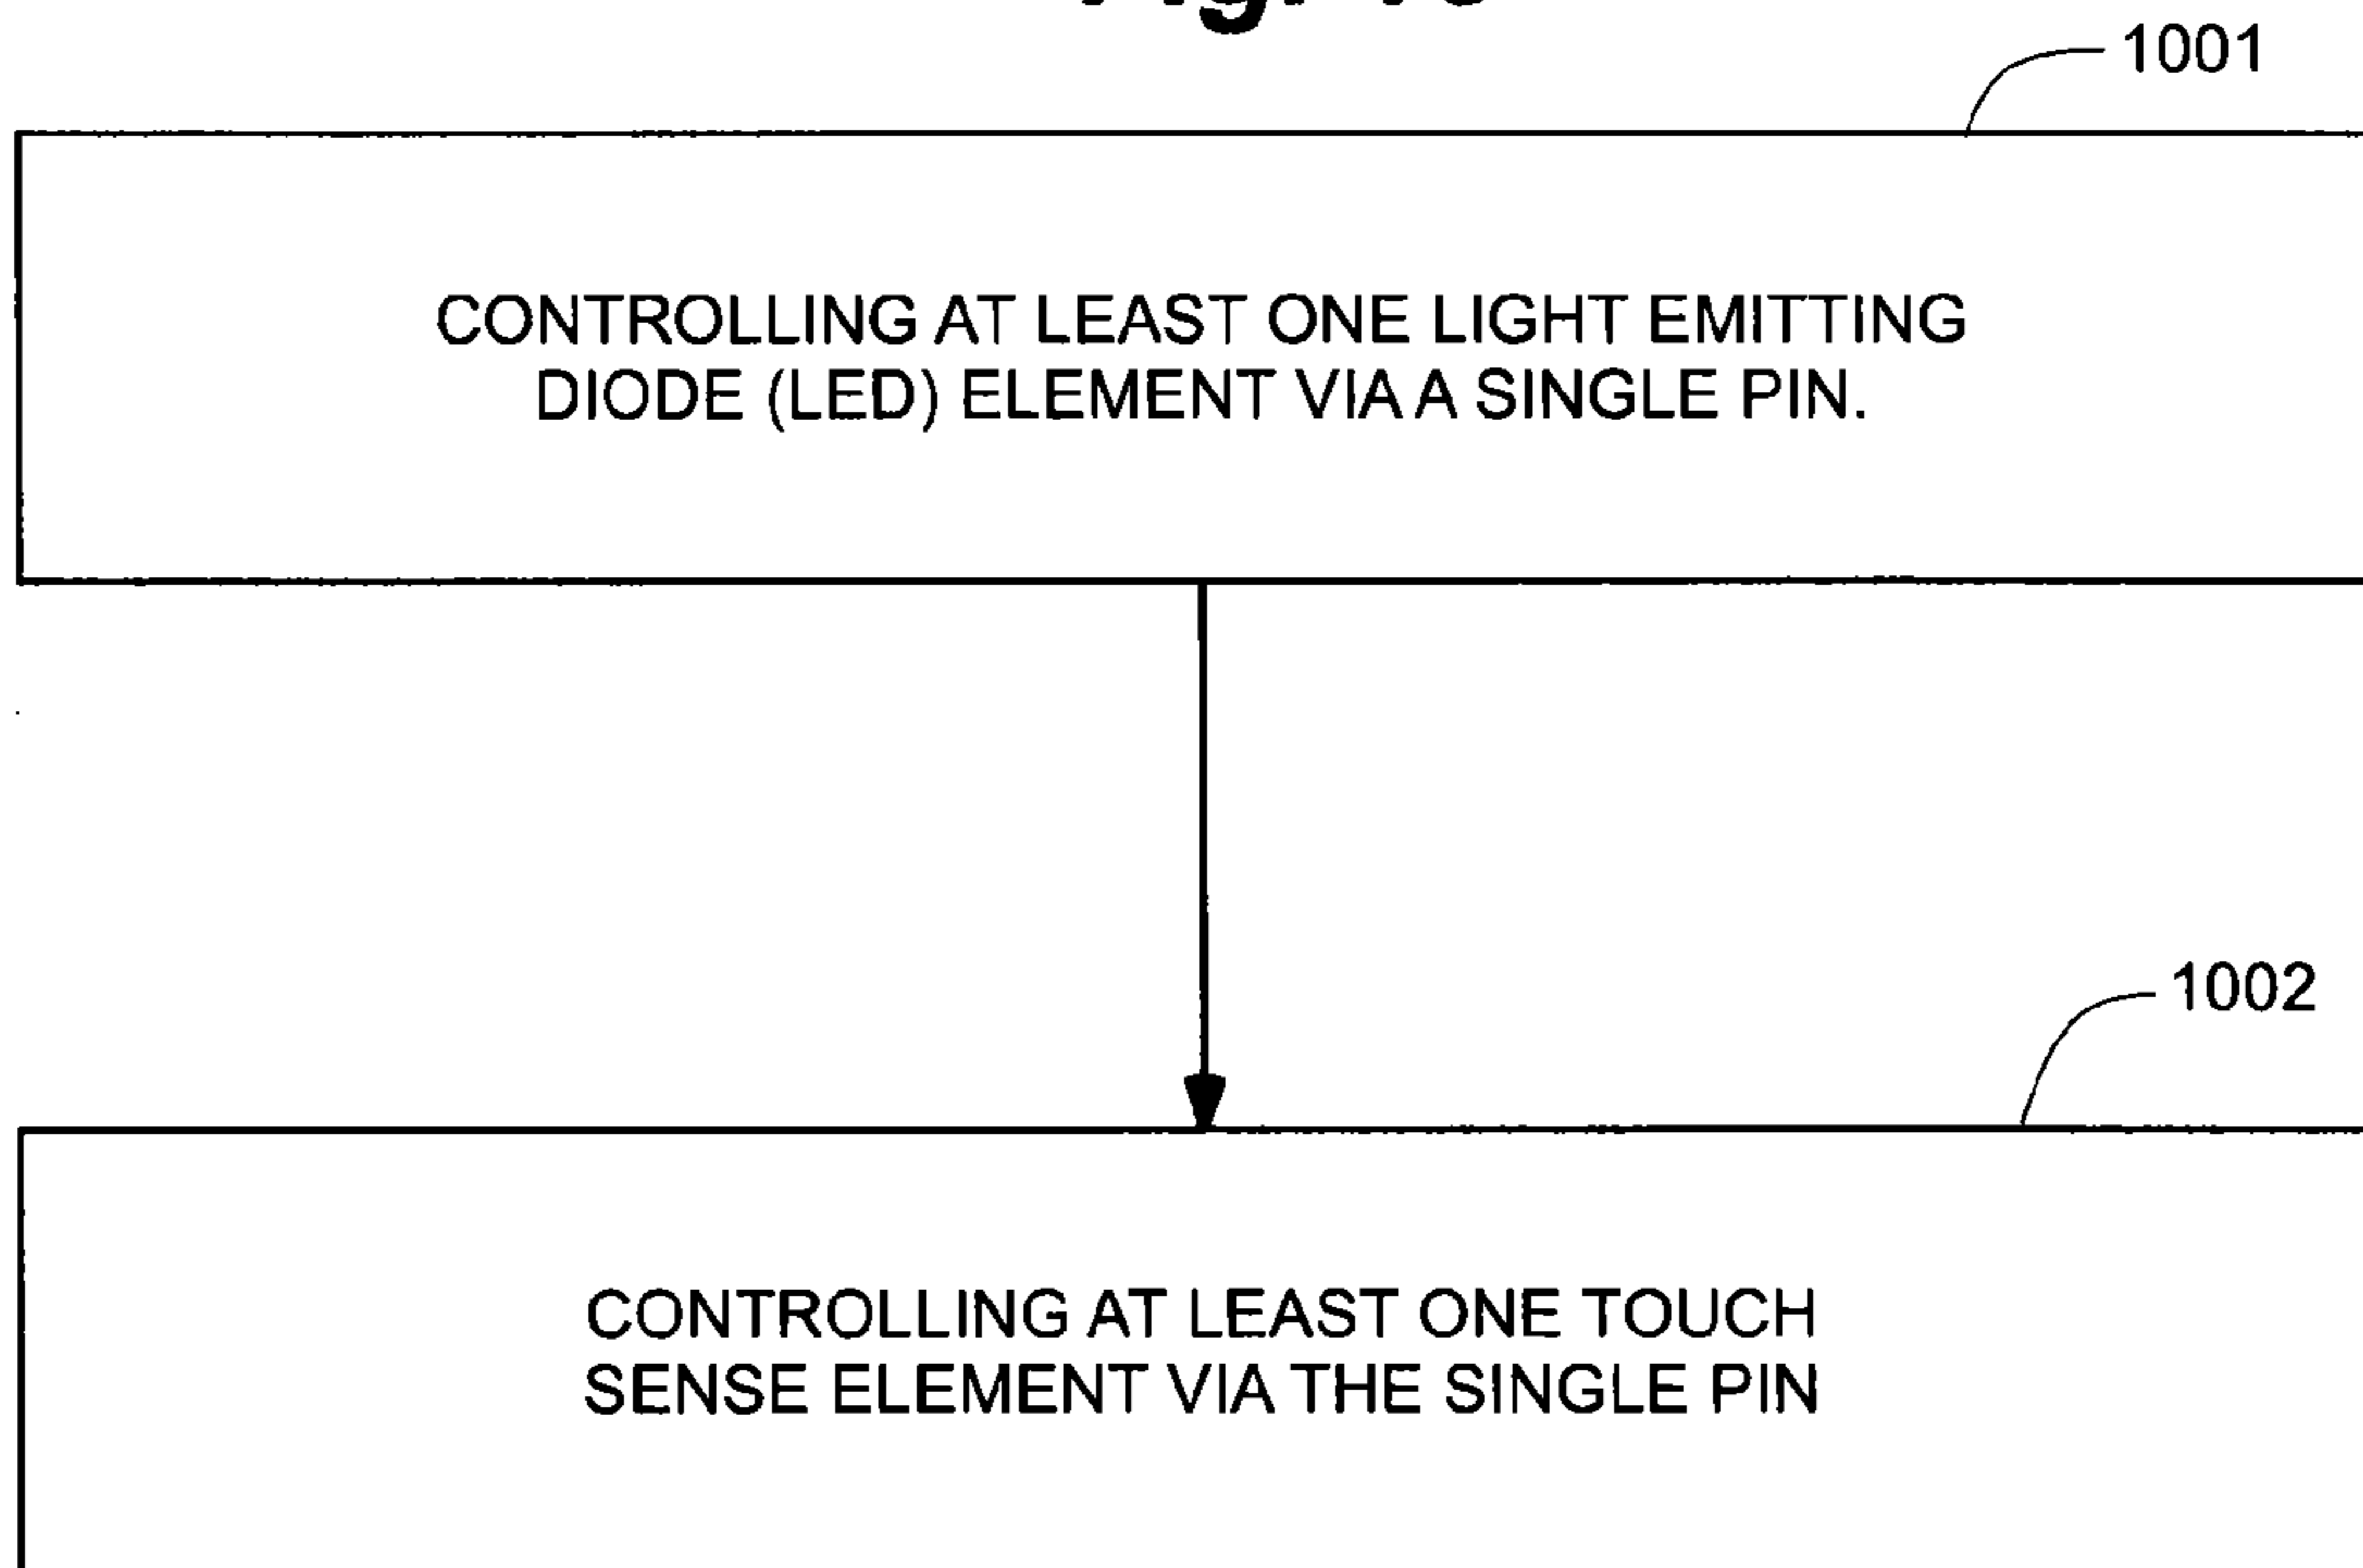 1001
CONTROLLING AT LEAST ONE LIGHT EMITTING
DIODE (LED) ELEMENT VIA A SINGLE PIN.
1002
CONTROLLING AT LEAST ONE TOUCH
SENSE ELEMENT VIA THE SINGLE PIN